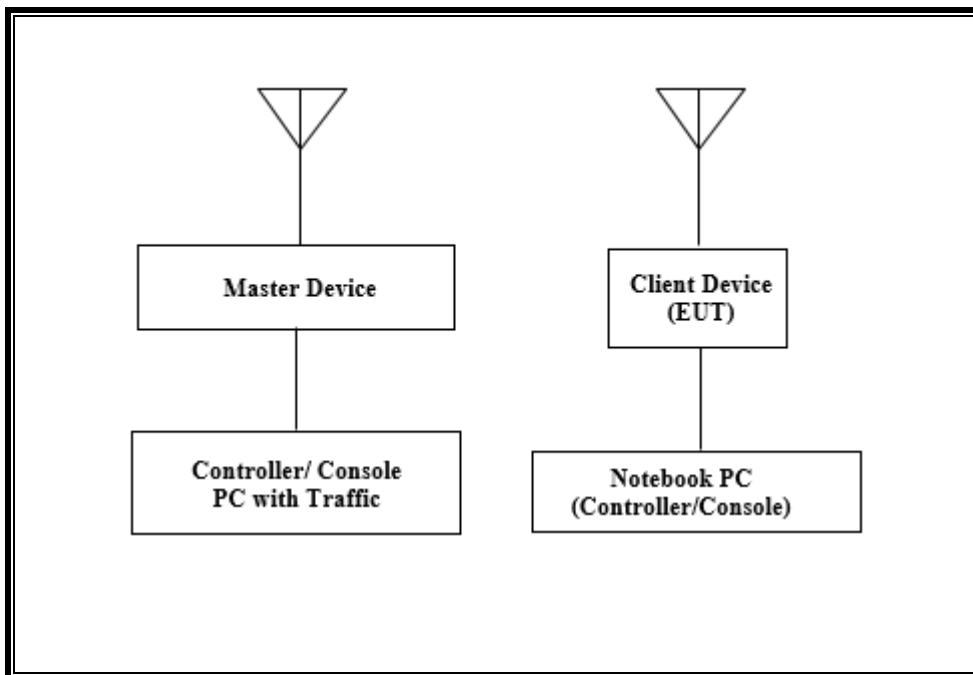 Master Device
Client Device
(EUT)
Controller/ Console
PC with Traffic
Notebook PC
(Controller/Console)